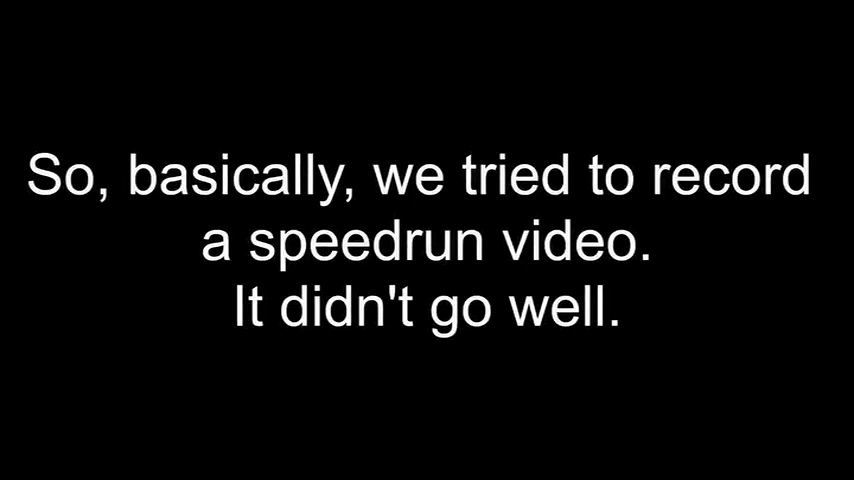 So, basically, we tried to record
a speedrun video.
It didn't go well.